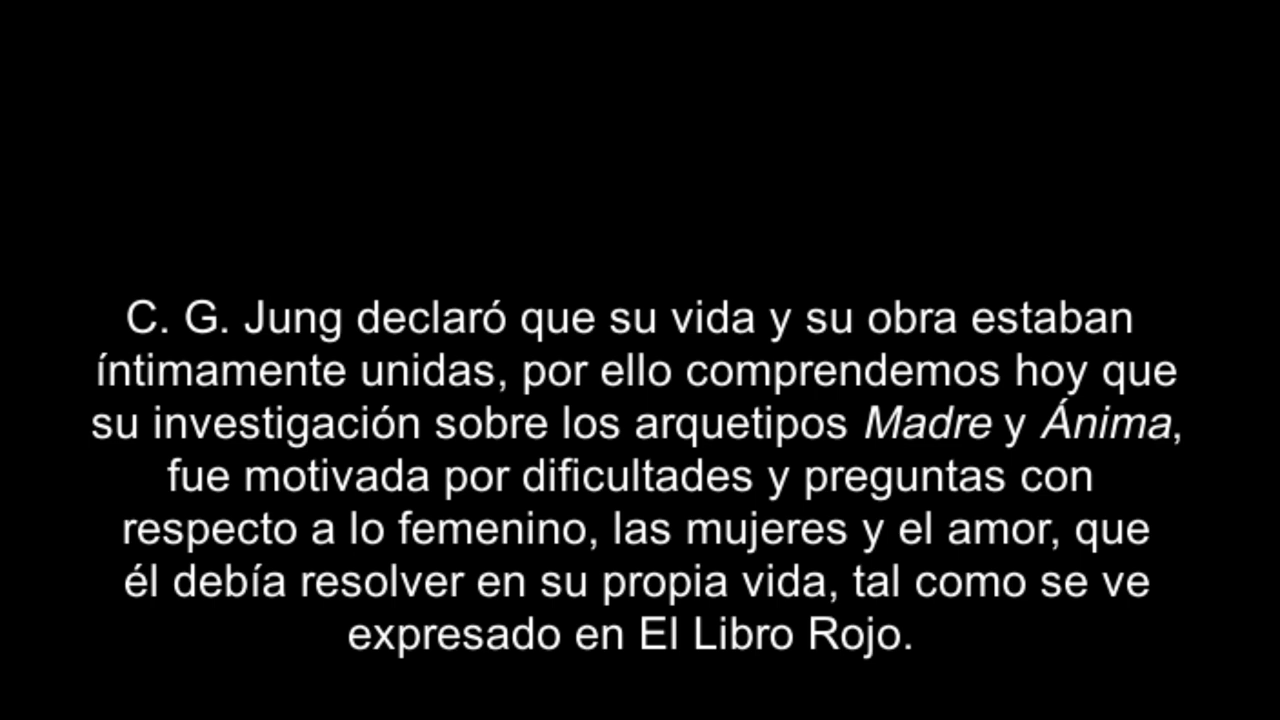 C. G. Jung declaró que su vida y su obra estaban
íntimamente unidas, por ello comprendemos hoy que
su investigación sobre los arquetipos Madre y Ánima,
fue motivada por dificultades y preguntas con
respecto a lo femenino, las mujeres y el amor, que
él debía resolver en su propia vida, tal como se ve
expresado en El Libro Rojo.